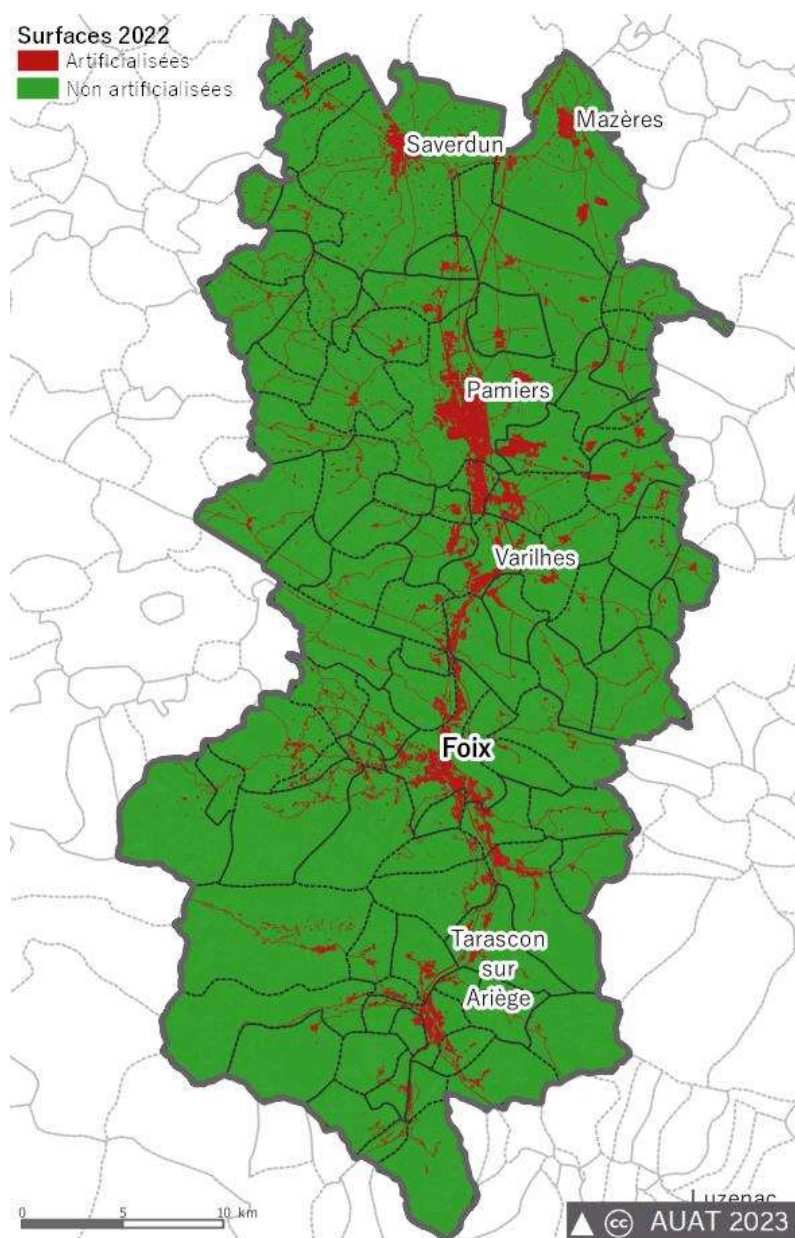 Surfaces 2022
Artificialisées
Non artificialisées
Mazères
Saverdun
Pamiers
Varilhes
Foix
Tarascon
sur
Ariège
Luzenac
0 5 10 km
cc AUAT 2023